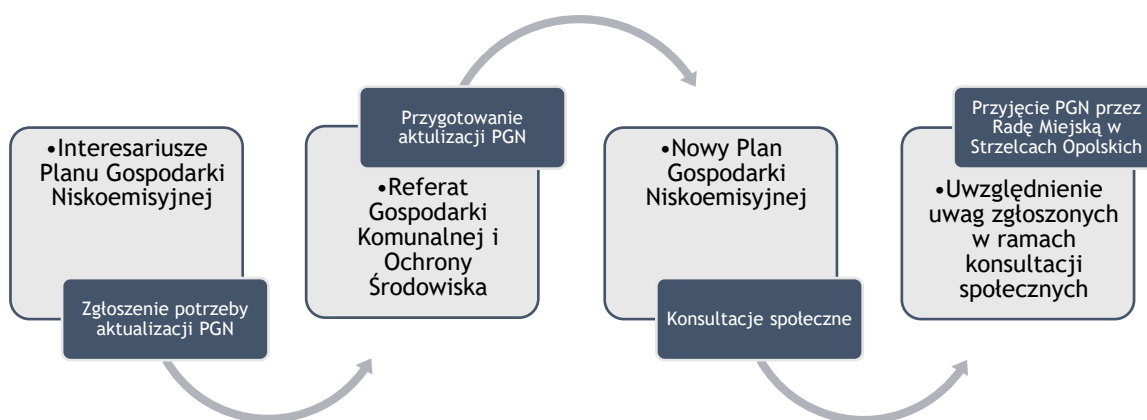 •Interesariusze
Planu Gospodarki
Niskoemisyjnej
Zgłoszenie potrzeby
aktualizacji PGN
Przygotowanie
aktulizacji PGN
•Referat
Gospodarki
Komunalnej i
Ochrony
Środowiska
•Nowy Plan
Gospodarki
Niskoemisyjnej
Konsultacje społeczne
Przyjęcie PGN przez
Radę Miejską w
Strzelcach Opolskich
•Uwzględnienie
uwag zgłoszonych
w ramach
konsultacji
społecznych